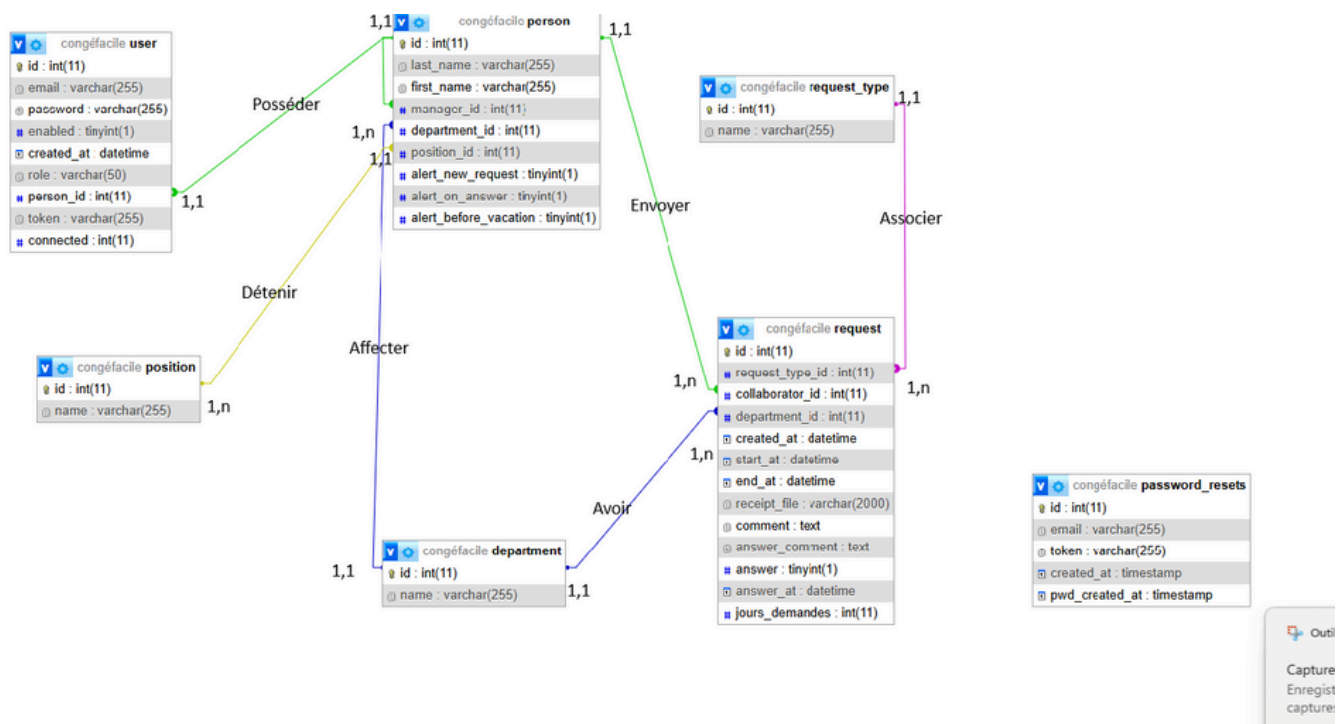 1,1
congéfacile person
1,1
id : int(11)
last_name : varchar(255)
first_name : varchar(255)
manager_id : int(11)
department_id : int(11)
position_id : int(11)
alert_new_request : tinyint(1)
alert_on_answer : tinyint(1)
alert_before_vacation : tinyint(1)
1,n
1,1
congéfacile user
id : int(11)
email : varchar(255)
password : varchar(255)
enabled : tinyint(1)
created_at : datetime
role : varchar(50)
person_id : int(11)
token : varchar(255)
connected : int(11)
1,1
Posséder
congéfacile request_type
1,1
id : int(11)
name : varchar(255)
Envoyer
Associer
Détenir
Affecter
congéfacile position
id : int(11)
name : varchar(255)
1,n
congéfacile request
id : int(11)
request_type_id : int(11)
collaborator_id : int(11)
department_id : int(11)
created_at : datetime
start_at : datetime
end_at : datetime
receipt_file : varchar(2000)
comment : text
answer_comment : text
answer : tinyint(1)
answer_at : datetime
jours_demandes : int(11)
1,n
1,n
1,n
Avoir
congéfacile department
id : int(11)
name : varchar(255)
1,1
1,1
congéfacile password_resets
id : int(11)
email : varchar(255)
token : varchar(255)
created_at : timestamp
pwd_created_at : timestamp
Outil
Capture
Enregist
captures